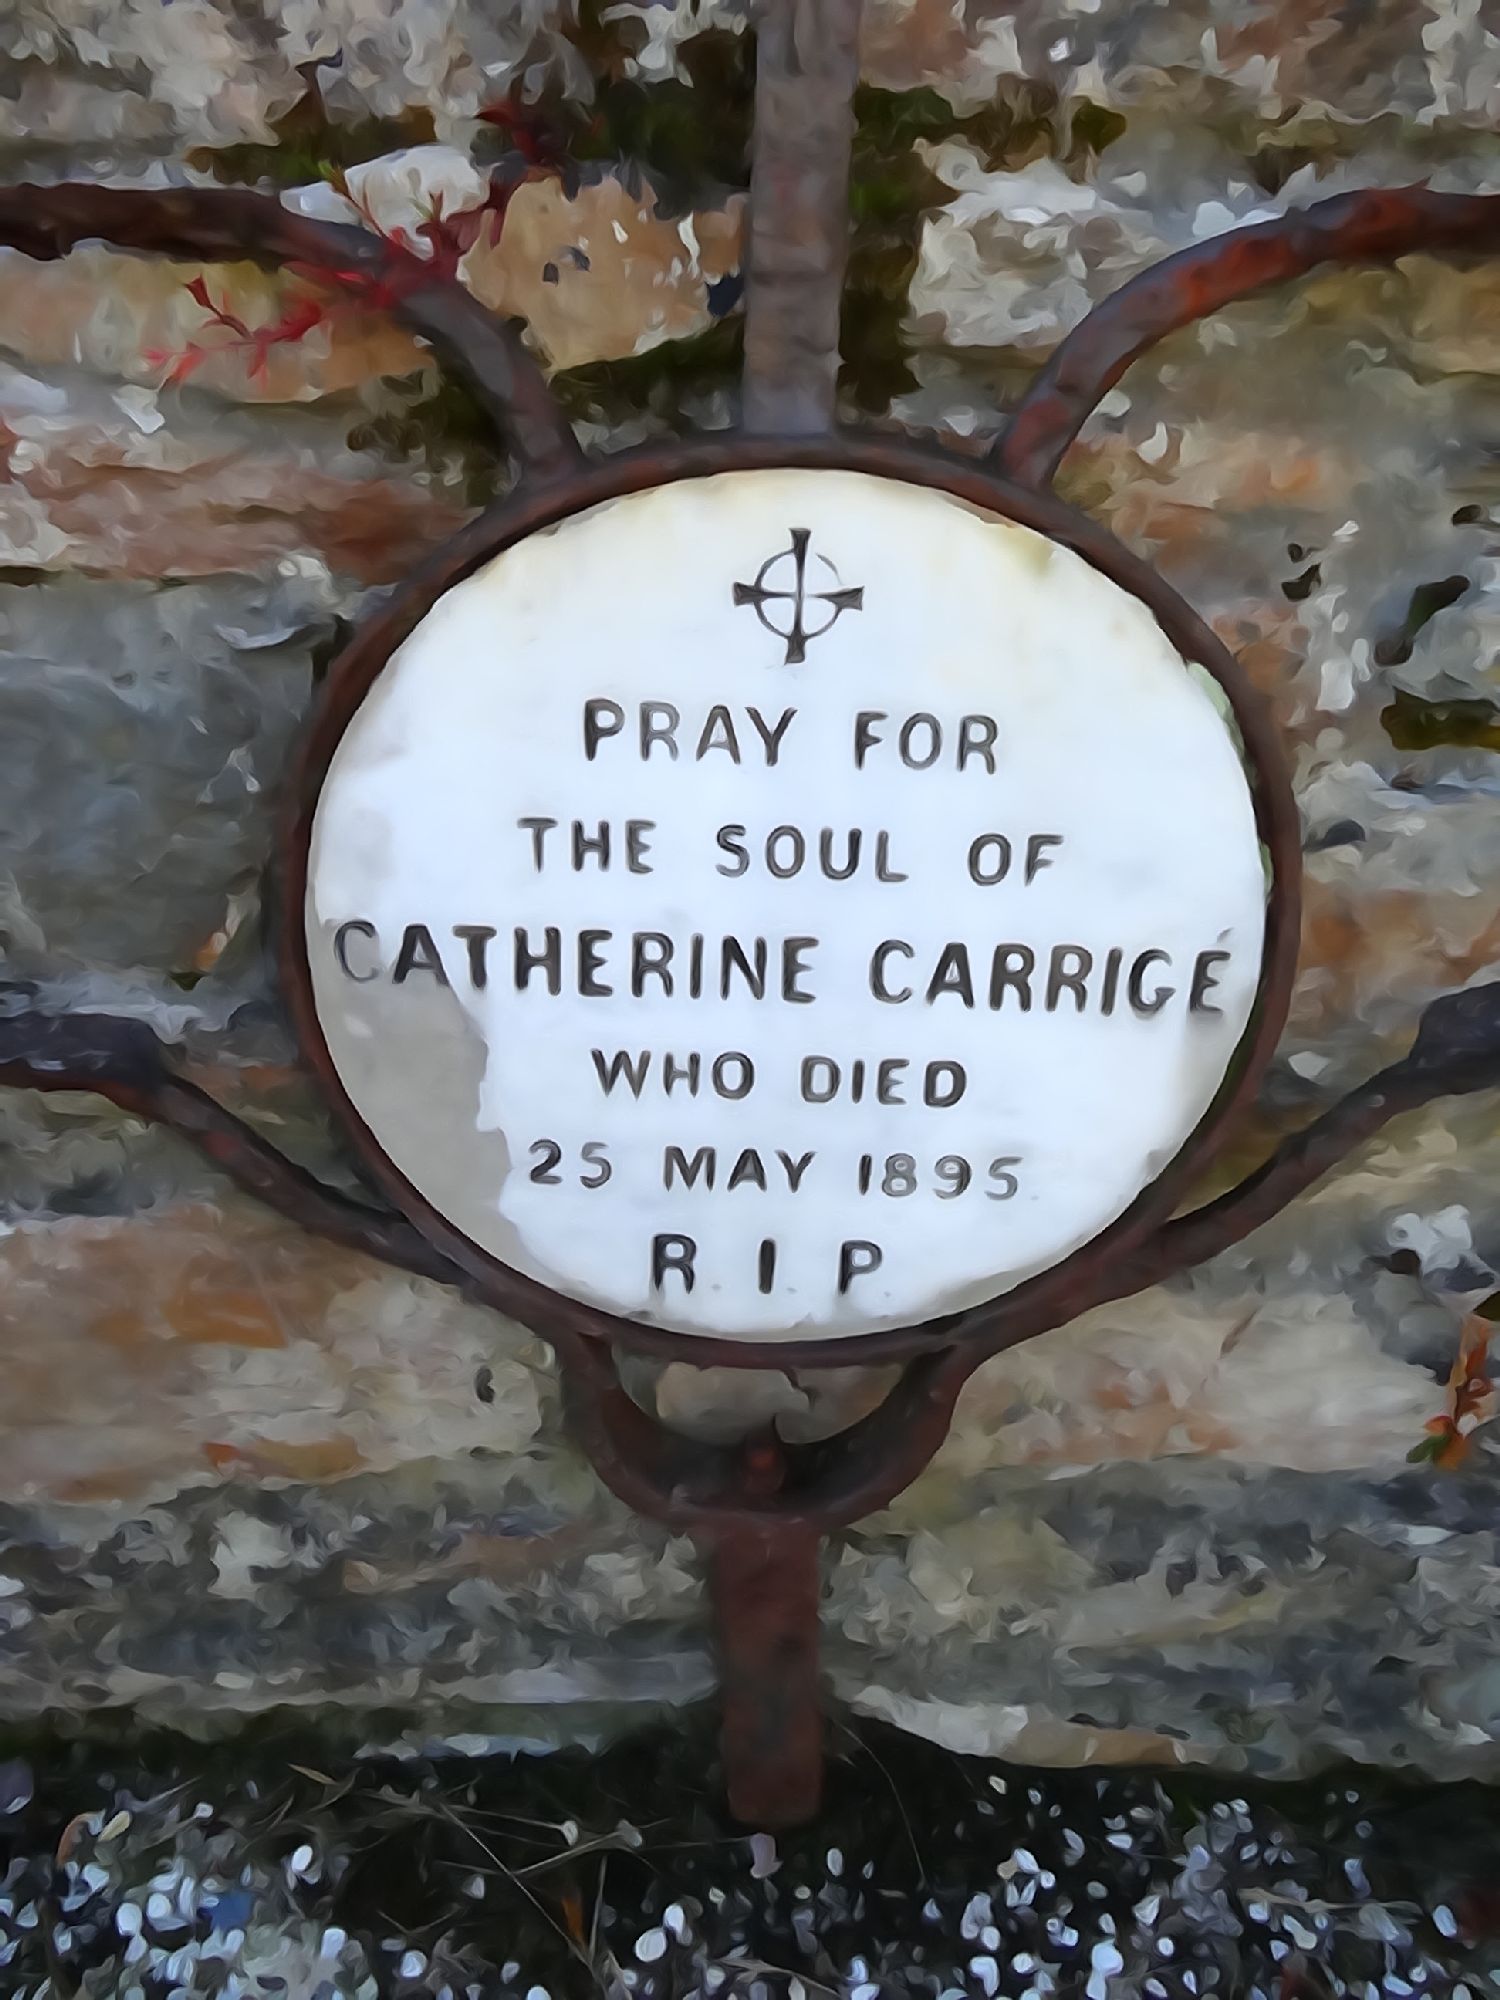 PRAY FOR
THE SOUL OF
CATHERINE CARRIGÉ
WHO DIED
25 MAY 1895.
R.I.P